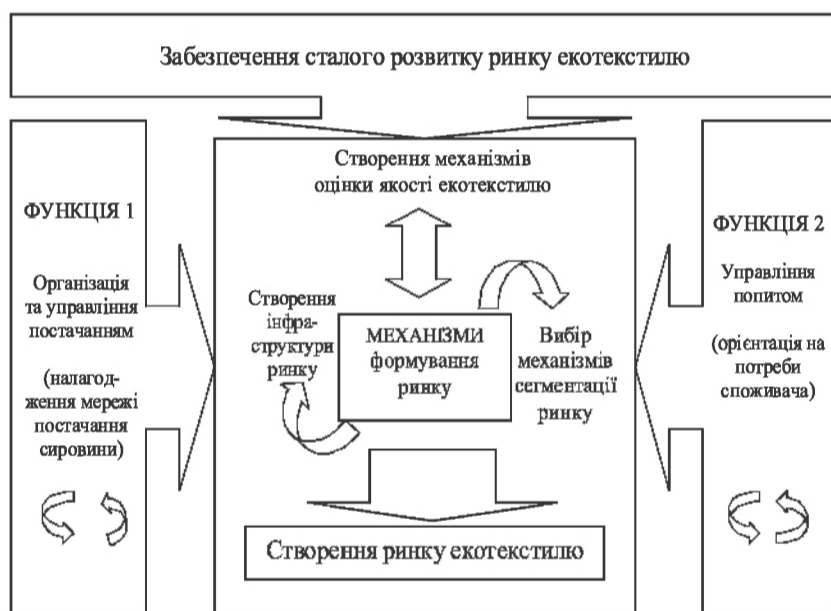 Забезпечення сталого розвитку ринку екотекстилю
ФУНКЦІЯ 1
Організація
та управління
постачанням
(налагод-
ження мережі
постачання
сировини)
Створення механізмів
оцінки якості екотекстилю
Створення
інфра-
структури
ринку
МЕХАНІЗМИ
формування
ринку
Вибір
механізмів
сегментації
ринку
Створення ринку екотекстилю
ФУНКЦІЯ 2
Управління
попитом
(орієнтація на
потреби
споживача)